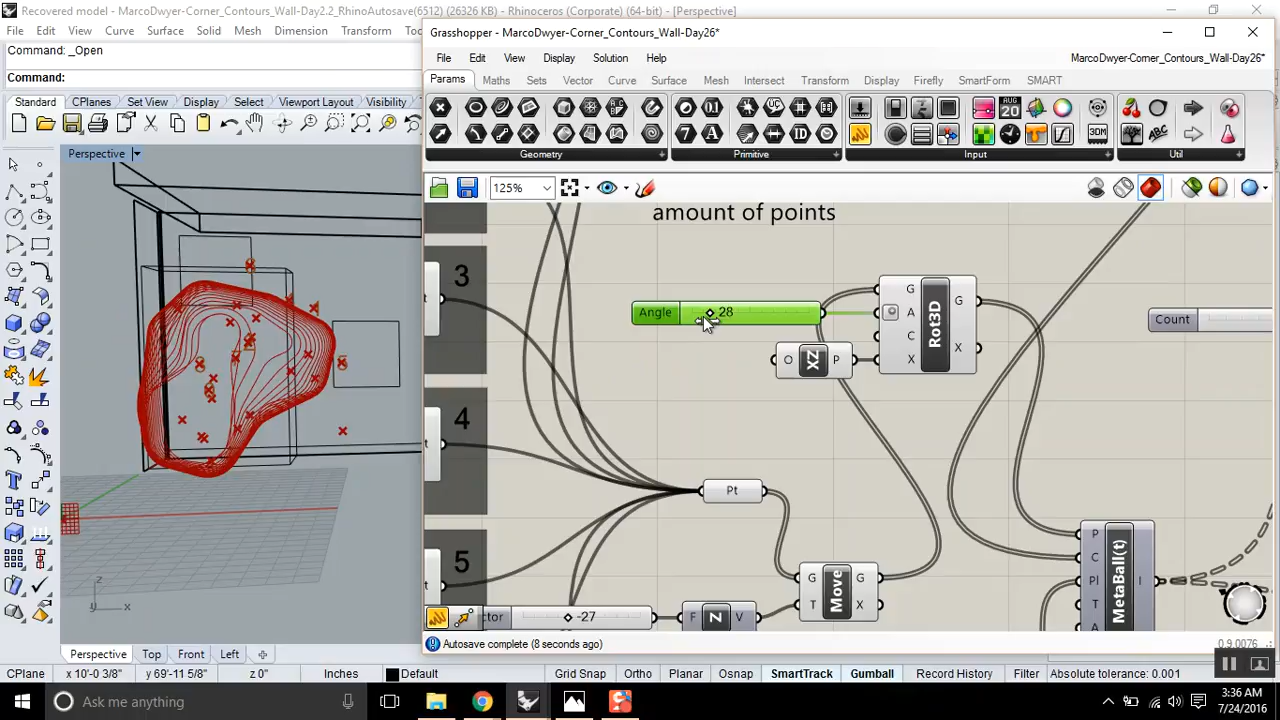 Recovered model - MarcoDwyer-Corner_Contours_Wall-Day2.2_RhinoAutosave(6512) (26326 KB) - Rhinoceros (Corporate) (64-bit) - [Perspective]
File Edit View Curve Surface Solid Mesh Dimension Transform
Command: _Open
Command:
Standard CPlanes Set View Display Select Viewport Layout Visibility
Perspective
z
y x
Perspective Top Front Left
Grasshopper - MarcoDwyer-Corner_Contours_Wall-Day26*
File Edit View Display Solution Help MarcoDwyer-Corner_Contours_Wall-Day26*
Params Maths Sets Vector Curve Surface Mesh Intersect Transform Display Firefly SmartForm SMART
Geometry Primitive Input Util
125%
amount of points
3
Angle 28
G
A
C
X
Rot3D
G
X
O XZ P
Count
4
Pt
5
G
T
Move
G
X
P
C
Pl
T
A
MetaBall(t)
I
ctor -27
F N V
Autosave complete (8 seconds ago) 0.9.0076
CPlane x 10'-0 3/8" y 69'-11 5/8" z 0" Inches Default Grid Snap Ortho Planar Osnap SmartTrack Gumball Record History Filter Absolute tolerance: 0.001
Ask me anything
3:36 AM
7/24/2016